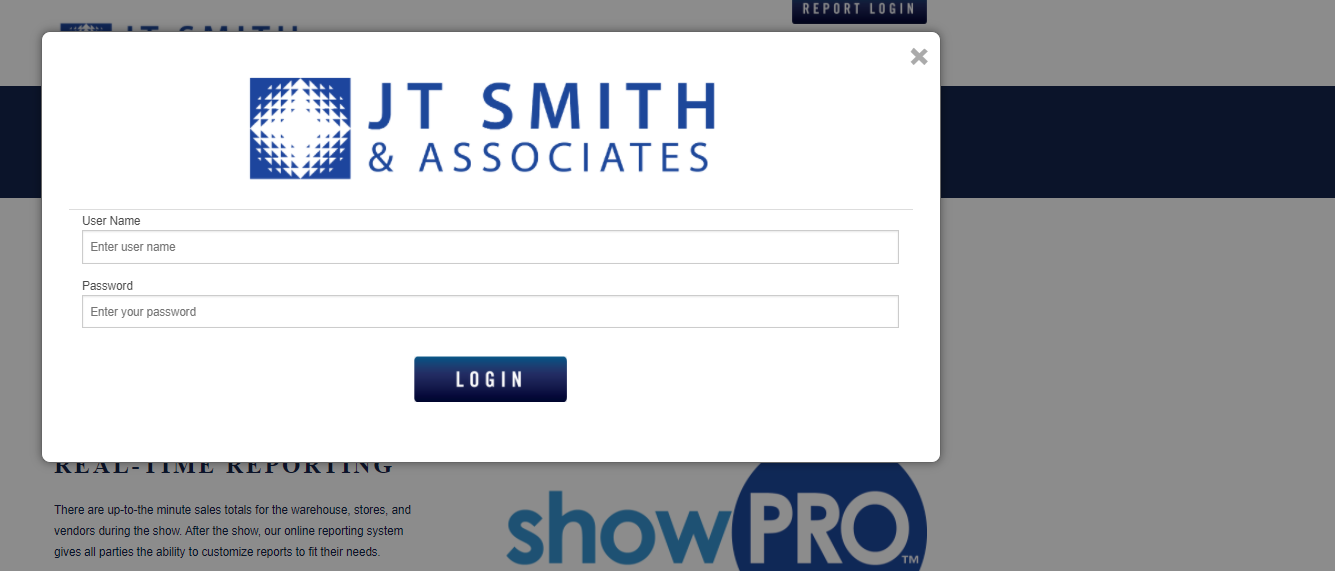 REPORT LOGIN
JT SMITH
& ASSOCIATES
User Name
Enter user name
Password
Enter your password
LOGIN
REAL-TIME REPORTING
There are up-to-the minute sales totals for the warehouse, stores, and
vendors during the show. After the show, our online reporting system
gives all parties the ability to customize reports to fit their needs.
showPRO™